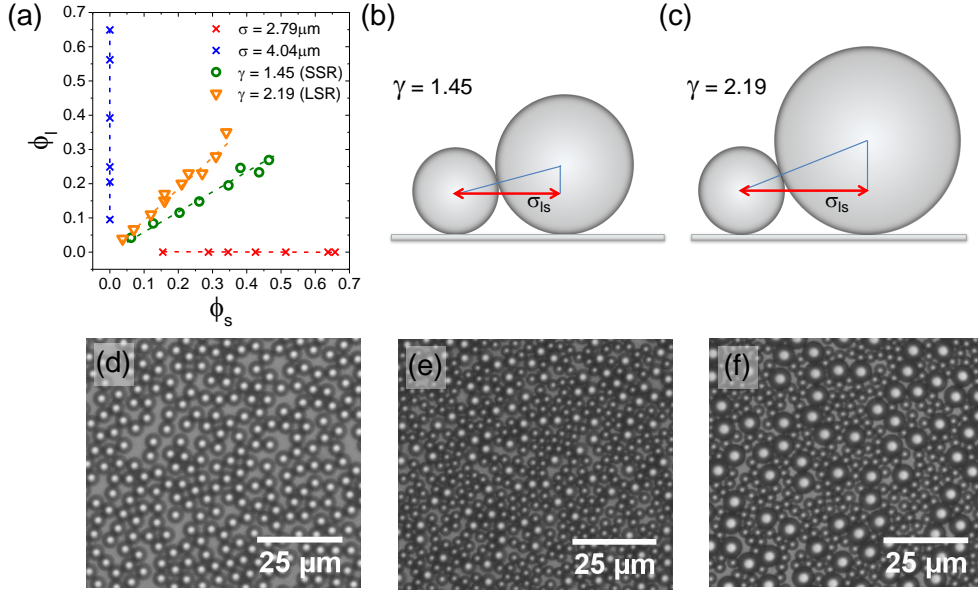 (a)
0.7
0.6
0.5
0.4
0.3
0.2
0.1
0.0
ϕl
0.0 0.1 0.2 0.3 0.4 0.5 0.6 0.7
ϕs
σ = 2.79μm
σ = 4.04μm
γ = 1.45 (SSR)
γ = 2.19 (LSR)
(b)
γ = 1.45
σls
(c)
γ = 2.19
σls
(d)
25 μm
(e)
25 μm
(f)
25 μm